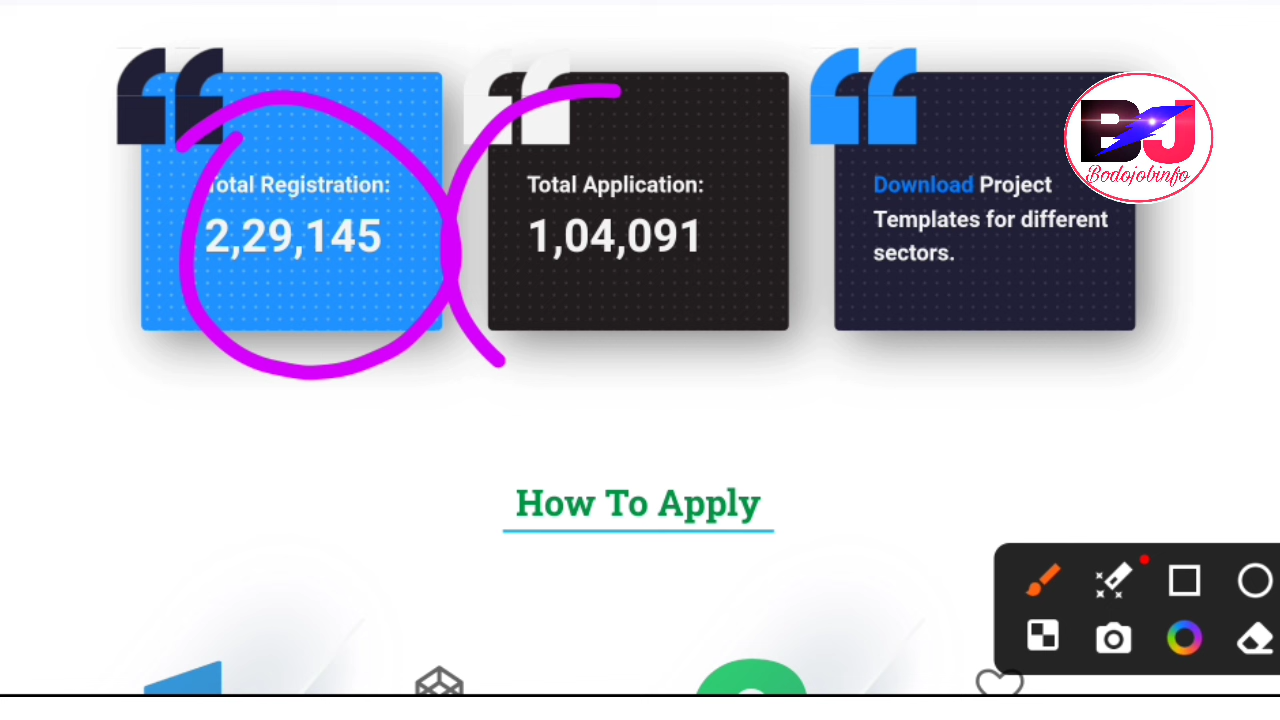 Total Registration:
2,29,145
Total Application:
1,04,091
Download Project
Templates for different
sectors.
BJ
Bodojobinfo
How To Apply